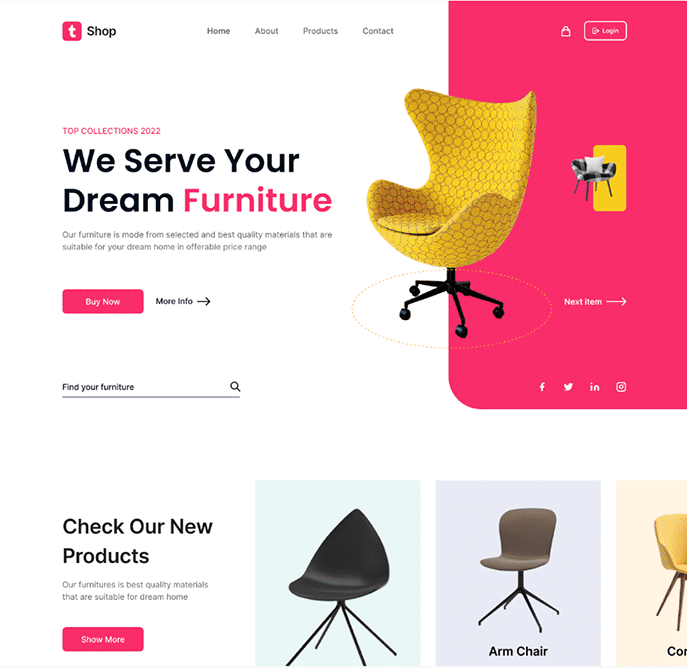 t Shop
Home About Products Contact
Login
TOP COLLECTIONS 2022
We Serve Your
Dream Furniture
Our furniture is mode from selected and best quality materials that are
suitable for your dream home in offerable price range
Buy Now
More Info
Next item
Find your furniture
f in
Check Our New
Products
Our furnitures is best quality materials
that are suitable for dream home
Show More
Arm Chair
Cor